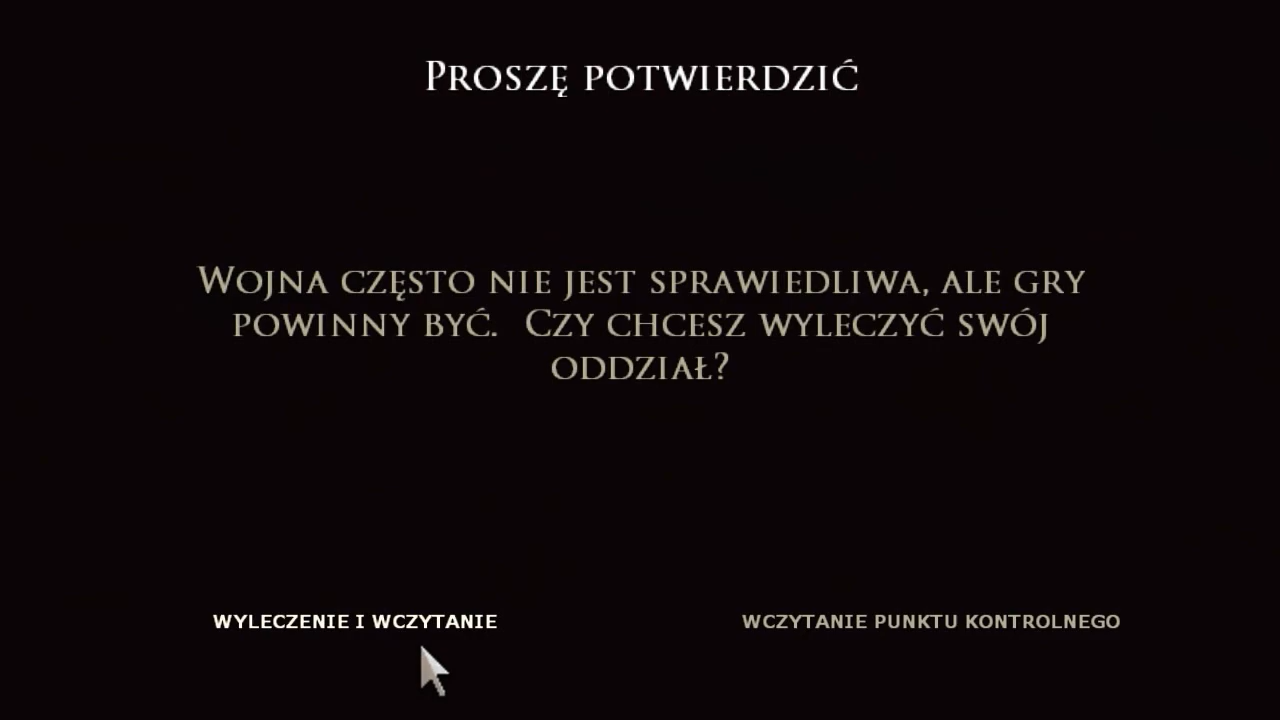 Proszę potwierdzić
Wojna często nie jest sprawiedliwa, ale gry
powinny być. Czy chcesz wyleczyć swój
oddział?
WYLECZENIE I WCZYTANIE
WCZYTANIE PUNKTU KONTROLNEGO